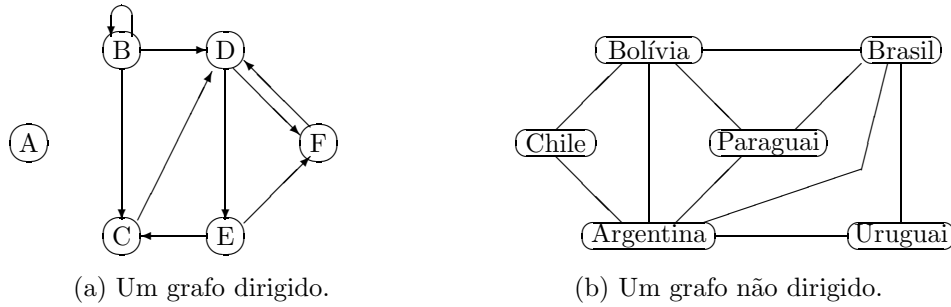 B
D
A
F
C
E
(a) Um grafo dirigido.
Bolívia
Brasil
Chile
Paraguai
Argentina
Uruguai
(b) Um grafo não dirigido.